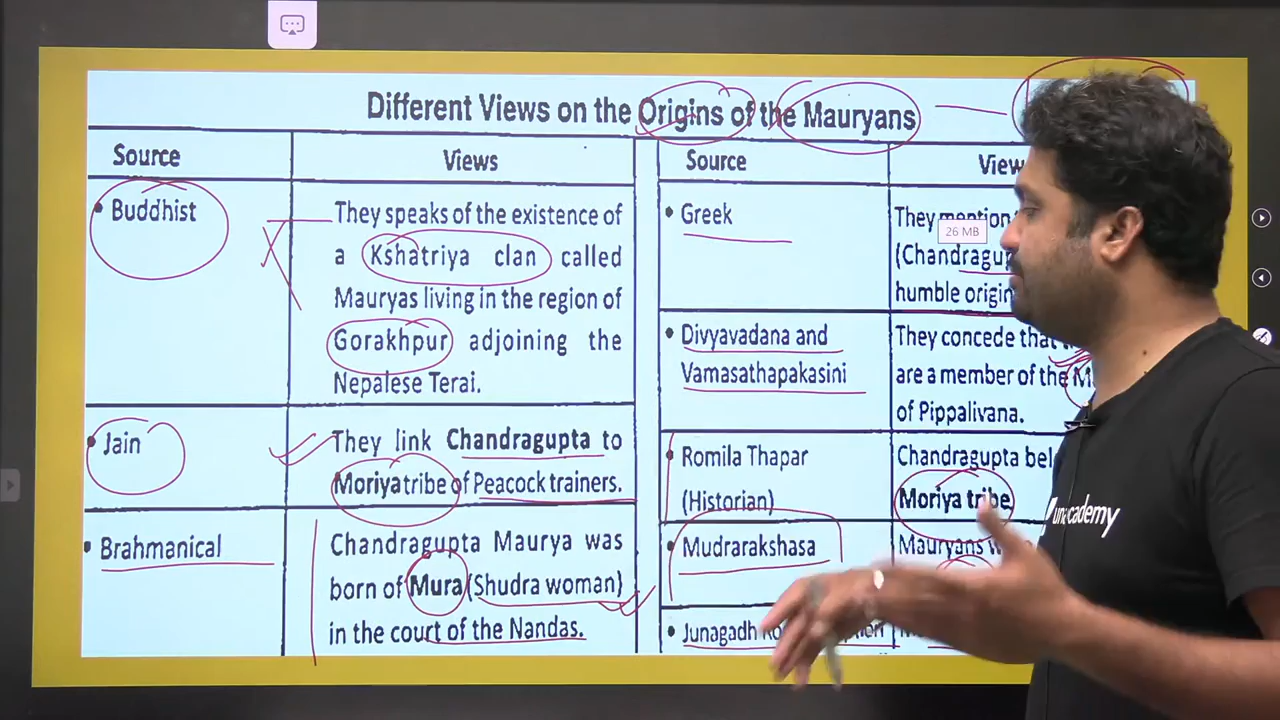 Different Views on the Origins of the Mauryans
Source
Views
• Buddhist
They speaks of the existence of
a Kshatriya clan called
Mauryas living in the region of
Gorakhpur adjoining the
Nepalese Terai.
• Jain
They link Chandragupta to
Moriya tribe of Peacock trainers.
• Brahmanical
Chandragupta Maurya was
born of Mura (Shudra woman)
in the court of the Nandas.
Source
• Greek
They mention
humble origin
• Divyavadana and
Vamasathapakasini
They concede that
are a member of the
of Pippalivana.
• Romila Thapar
(Historian)
Chandragupta
Moriya tribe
• Mudrarakshasa
Mauryans
• Junagadh
26 MB
unacademy